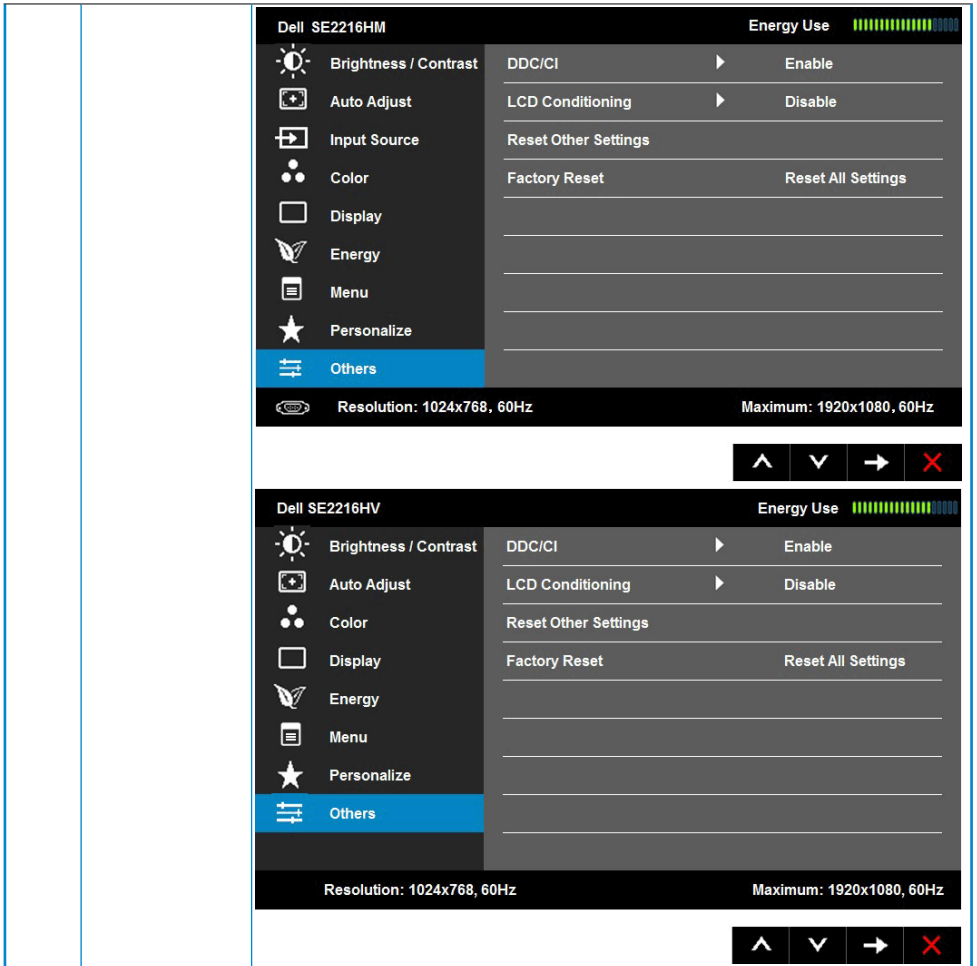 Dell SE2216HM Energy Use
Brightness / Contrast DDC/CI Enable
Auto Adjust LCD Conditioning Disable
Input Source Reset Other Settings
Color Factory Reset Reset All Settings
Display
Energy
Menu
Personalize
Others
Resolution: 1024x768, 60Hz Maximum: 1920x1080, 60Hz
Dell SE2216HV Energy Use
Brightness / Contrast DDC/CI Enable
Auto Adjust LCD Conditioning Disable
Color Reset Other Settings
Display Factory Reset Reset All Settings
Energy
Menu
Personalize
Others
Resolution: 1024x768, 60Hz Maximum: 1920x1080, 60Hz